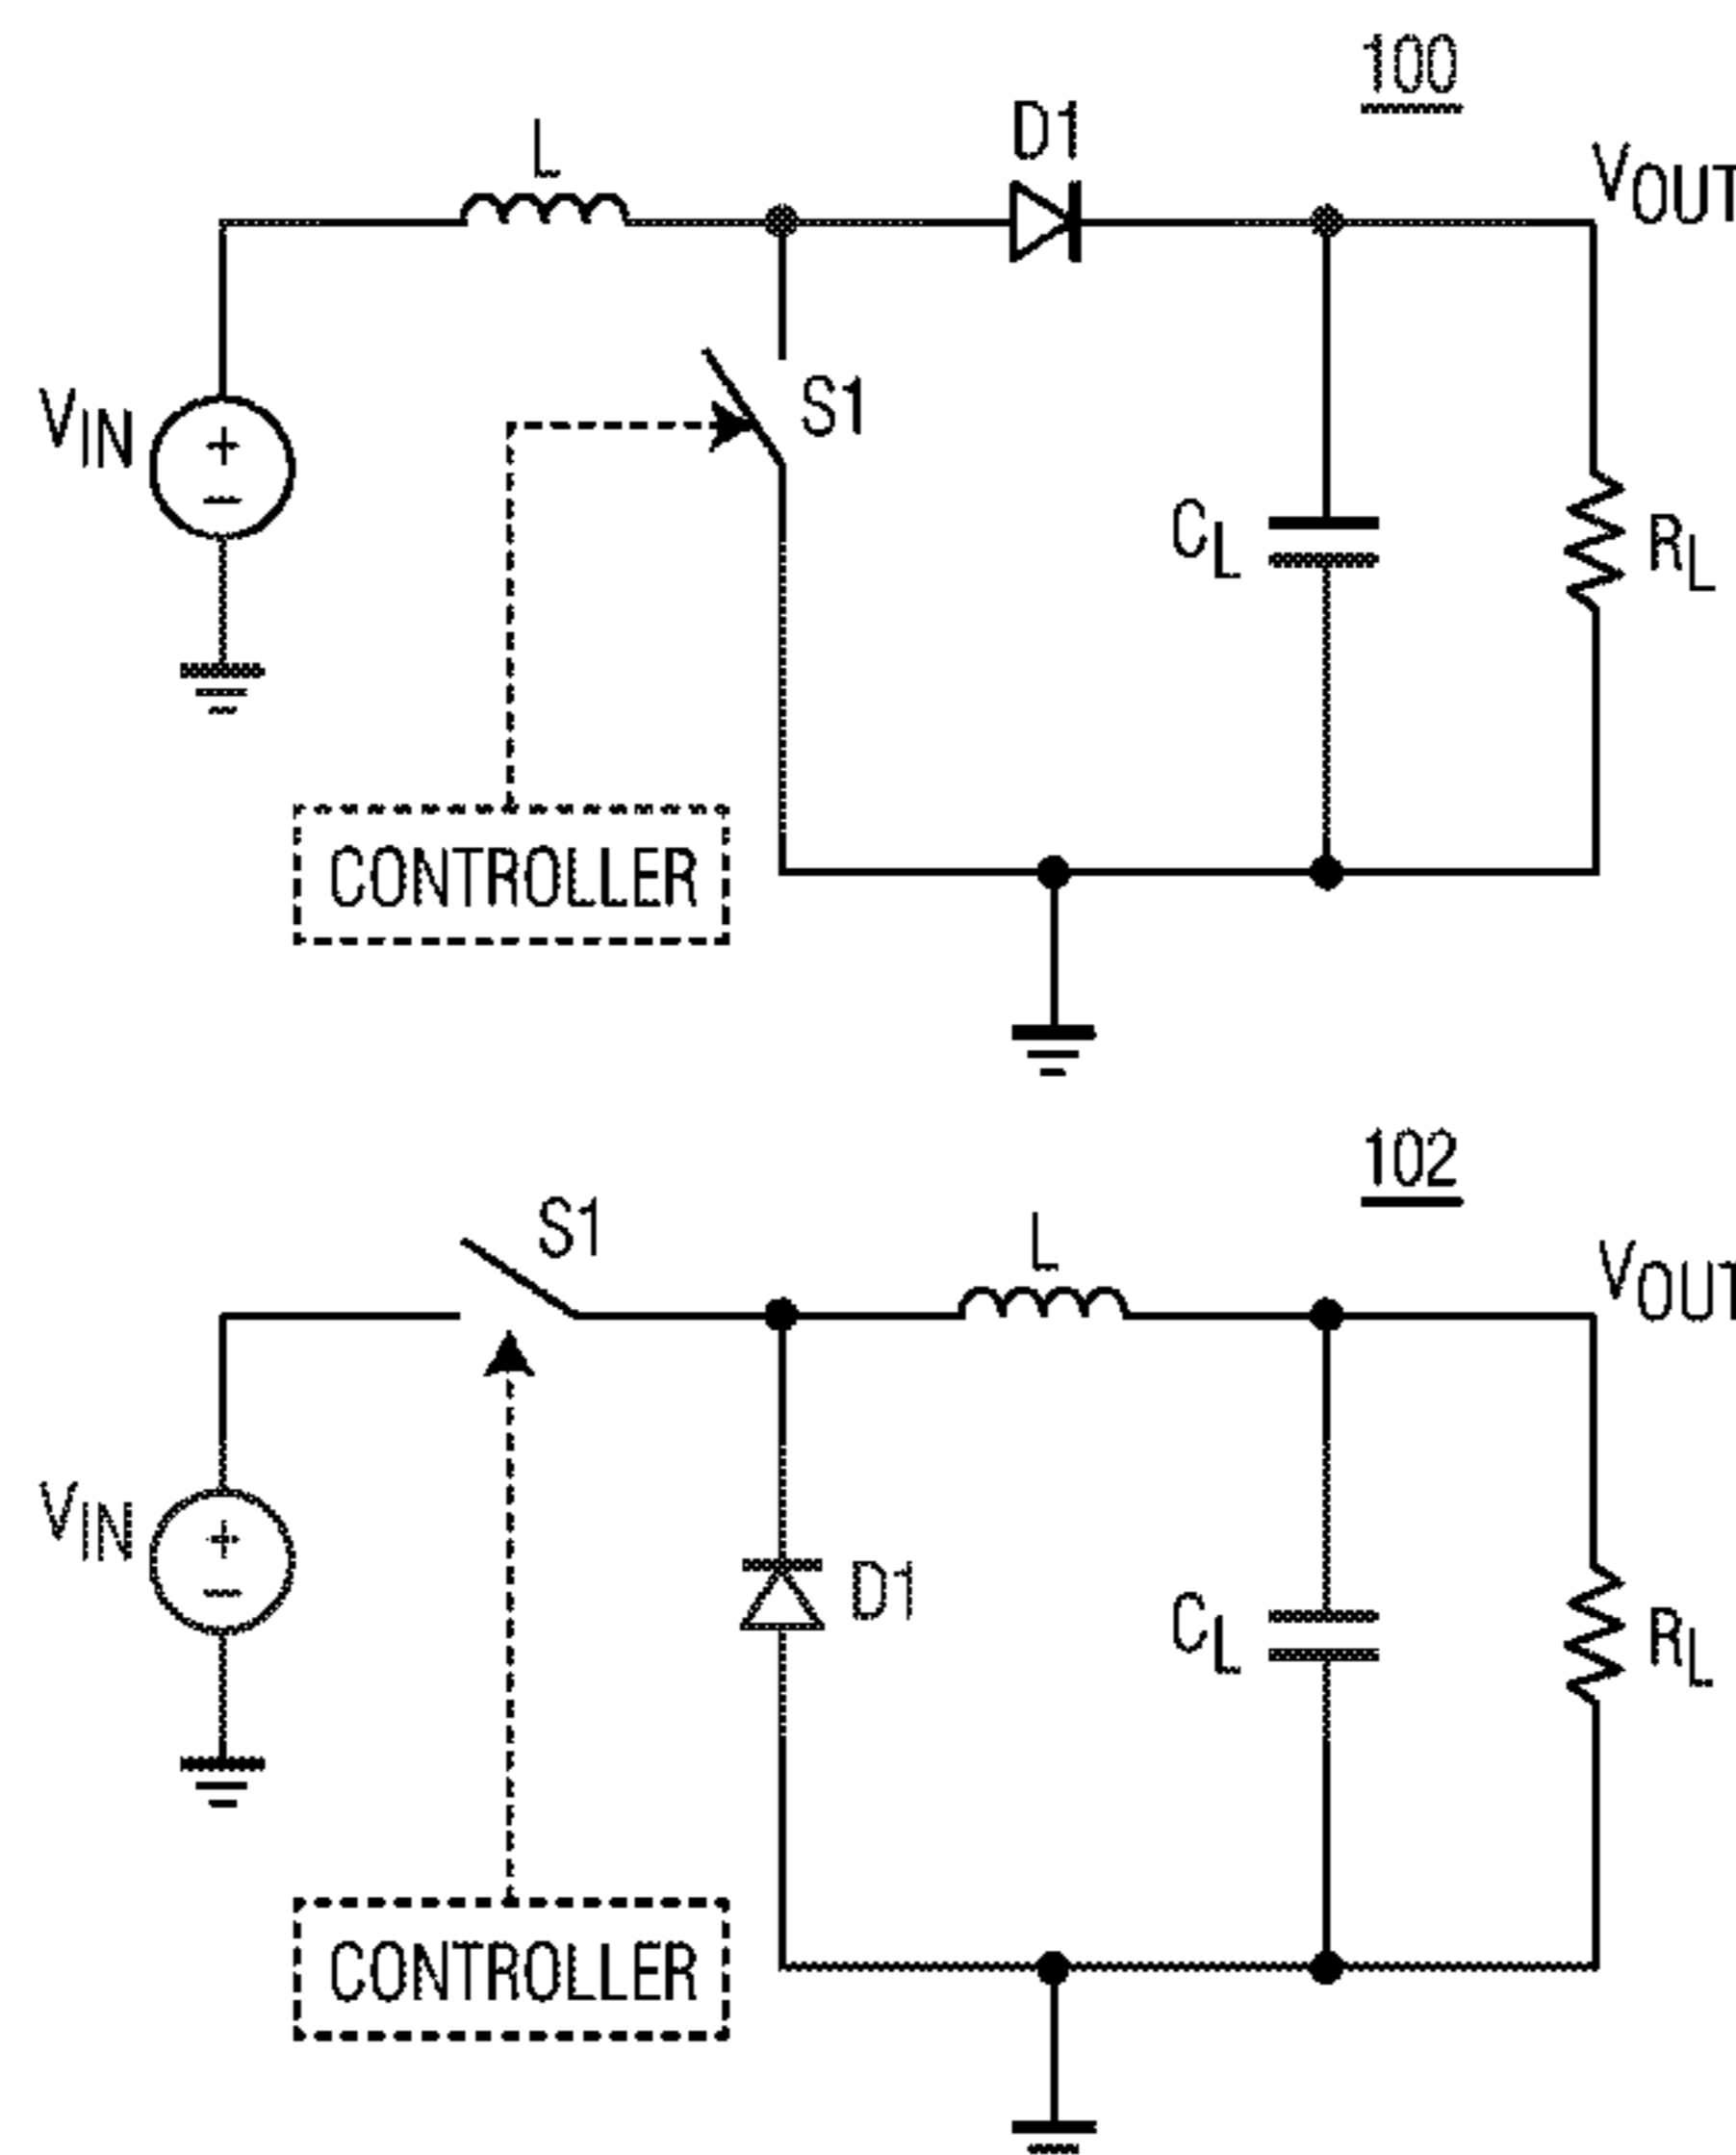 100
L
D1
VOUT
VIN
+
−
S1
CL
RL
CONTROLLER
102
S1
L
VOUT
VIN
+
−
D1
CL
RL
CONTROLLER